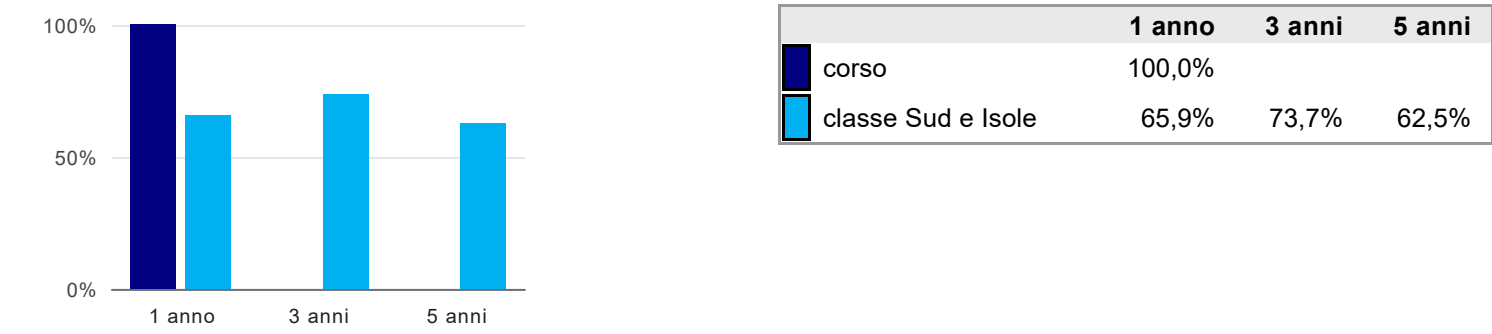 100%
50%
0%
1 anno 3 anni 5 anni
1 anno 3 anni 5 anni
corso 100,0%
classe Sud e Isole 65,9% 73,7% 62,5%